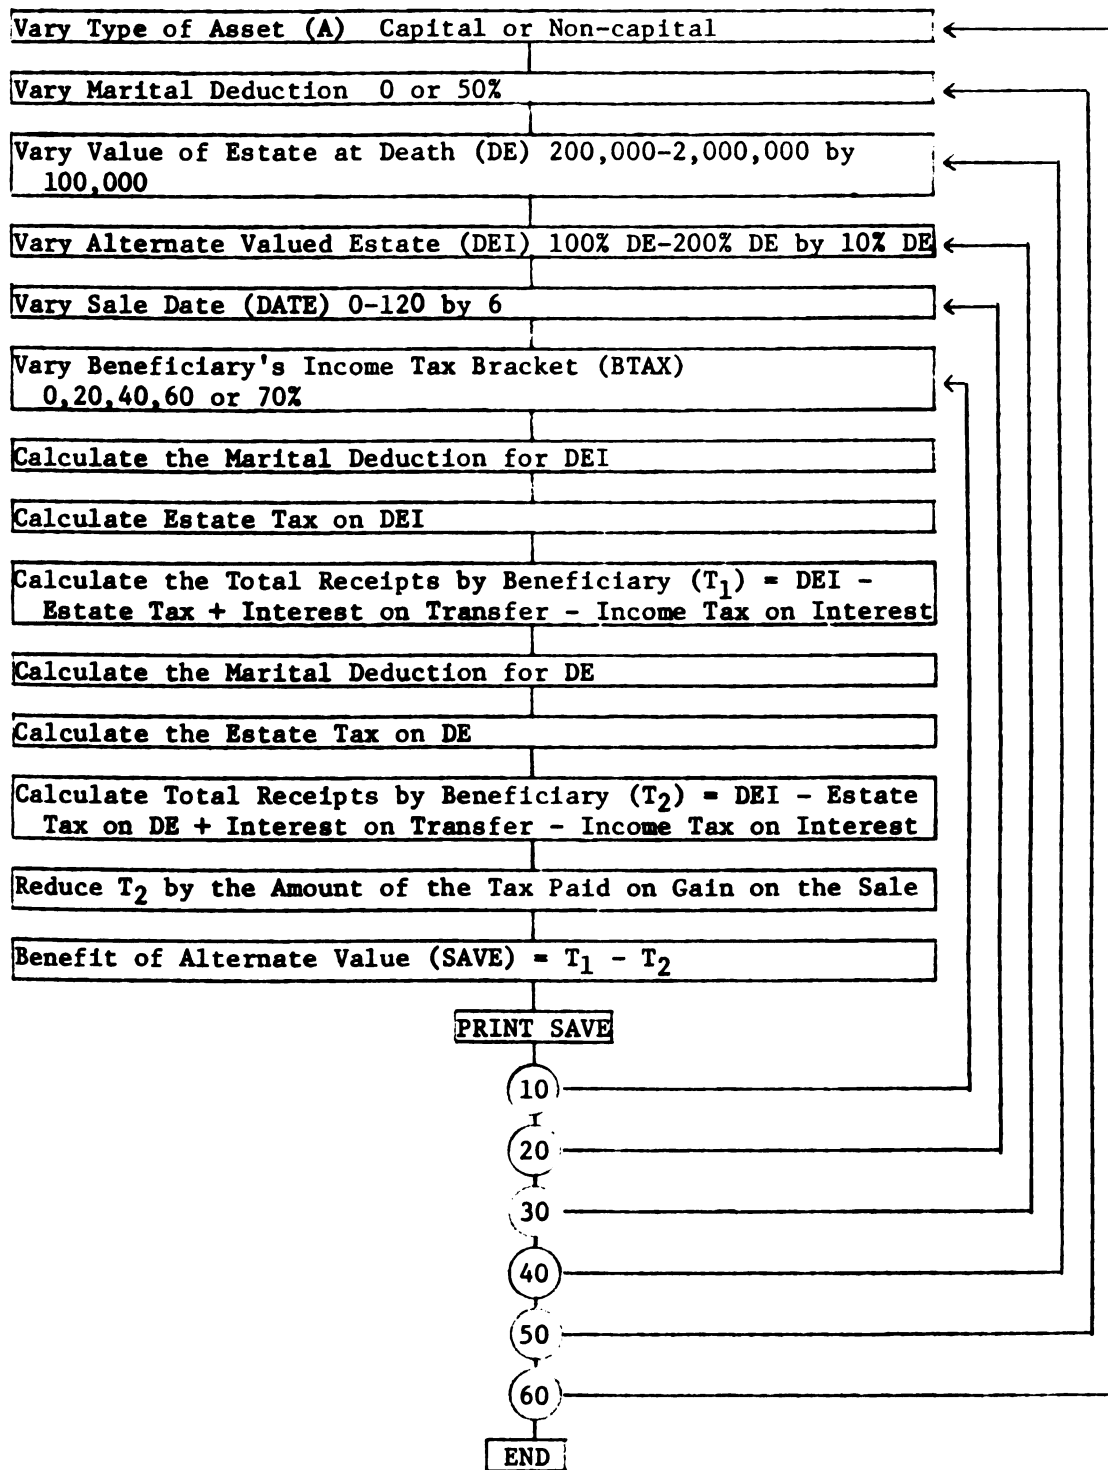 Vary Type of Asset (A) Capital or Non-capital
Vary Marital Deduction 0 or 50%
Vary Value of Estate at Death (DE) 200,000-2,000,000 by
100,000
Vary Alternate Valued Estate (DEI) 100% DE-200% DE by 10% DE
Vary Sale Date (DATE) 0-120 by 6
Vary Beneficiary's Income Tax Bracket (BTAX)
0,20,40,60 or 70%
Calculate the Marital Deduction for DEI
Calculate Estate Tax on DEI
Calculate the Total Receipts by Beneficiary (T1) = DEI -
Estate Tax + Interest on Transfer - Income Tax on Interest
Calculate the Marital Deduction for DE
Calculate the Estate Tax on DE
Calculate Total Receipts by Beneficiary (T2) = DEI - Estate
Tax on DE + Interest on Transfer - Income Tax on Interest
Reduce T2 by the Amount of the Tax Paid on Gain on the Sale
Benefit of Alternate Value (SAVE) = T1 - T2
PRINT SAVE
10
20
30
40
50
60
END